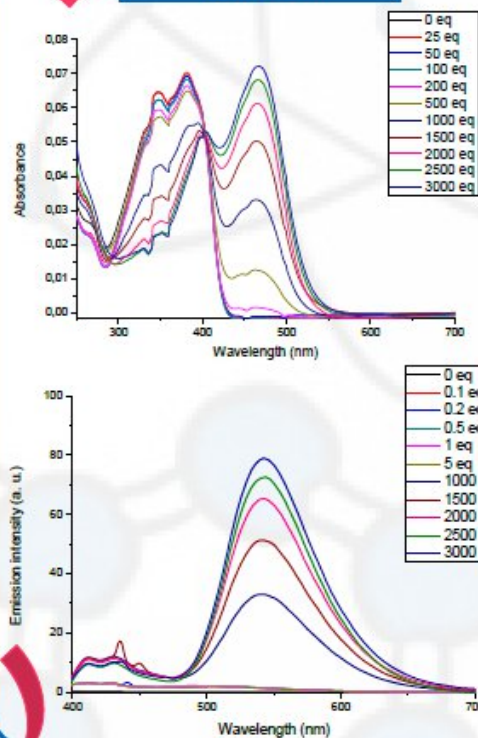 0,08
0,07
0,06
0,05
0,04
0,03
0,02
0,01
0,00
Absorbance
300
400
500
600
700
Wavelength (nm)
0 eq
25 eq
50 eq
100 eq
200 eq
500 eq
1000 eq
1500 eq
2000 eq
2500 eq
3000 eq
100
80
60
40
20
0
Emission intensity (a. u.)
400
500
600
70
Wavelength (nm)
0 eq
0.1 eq
0.2 eq
0.5 eq
1 eq
5 eq
1000
1500
2000
2500
3000